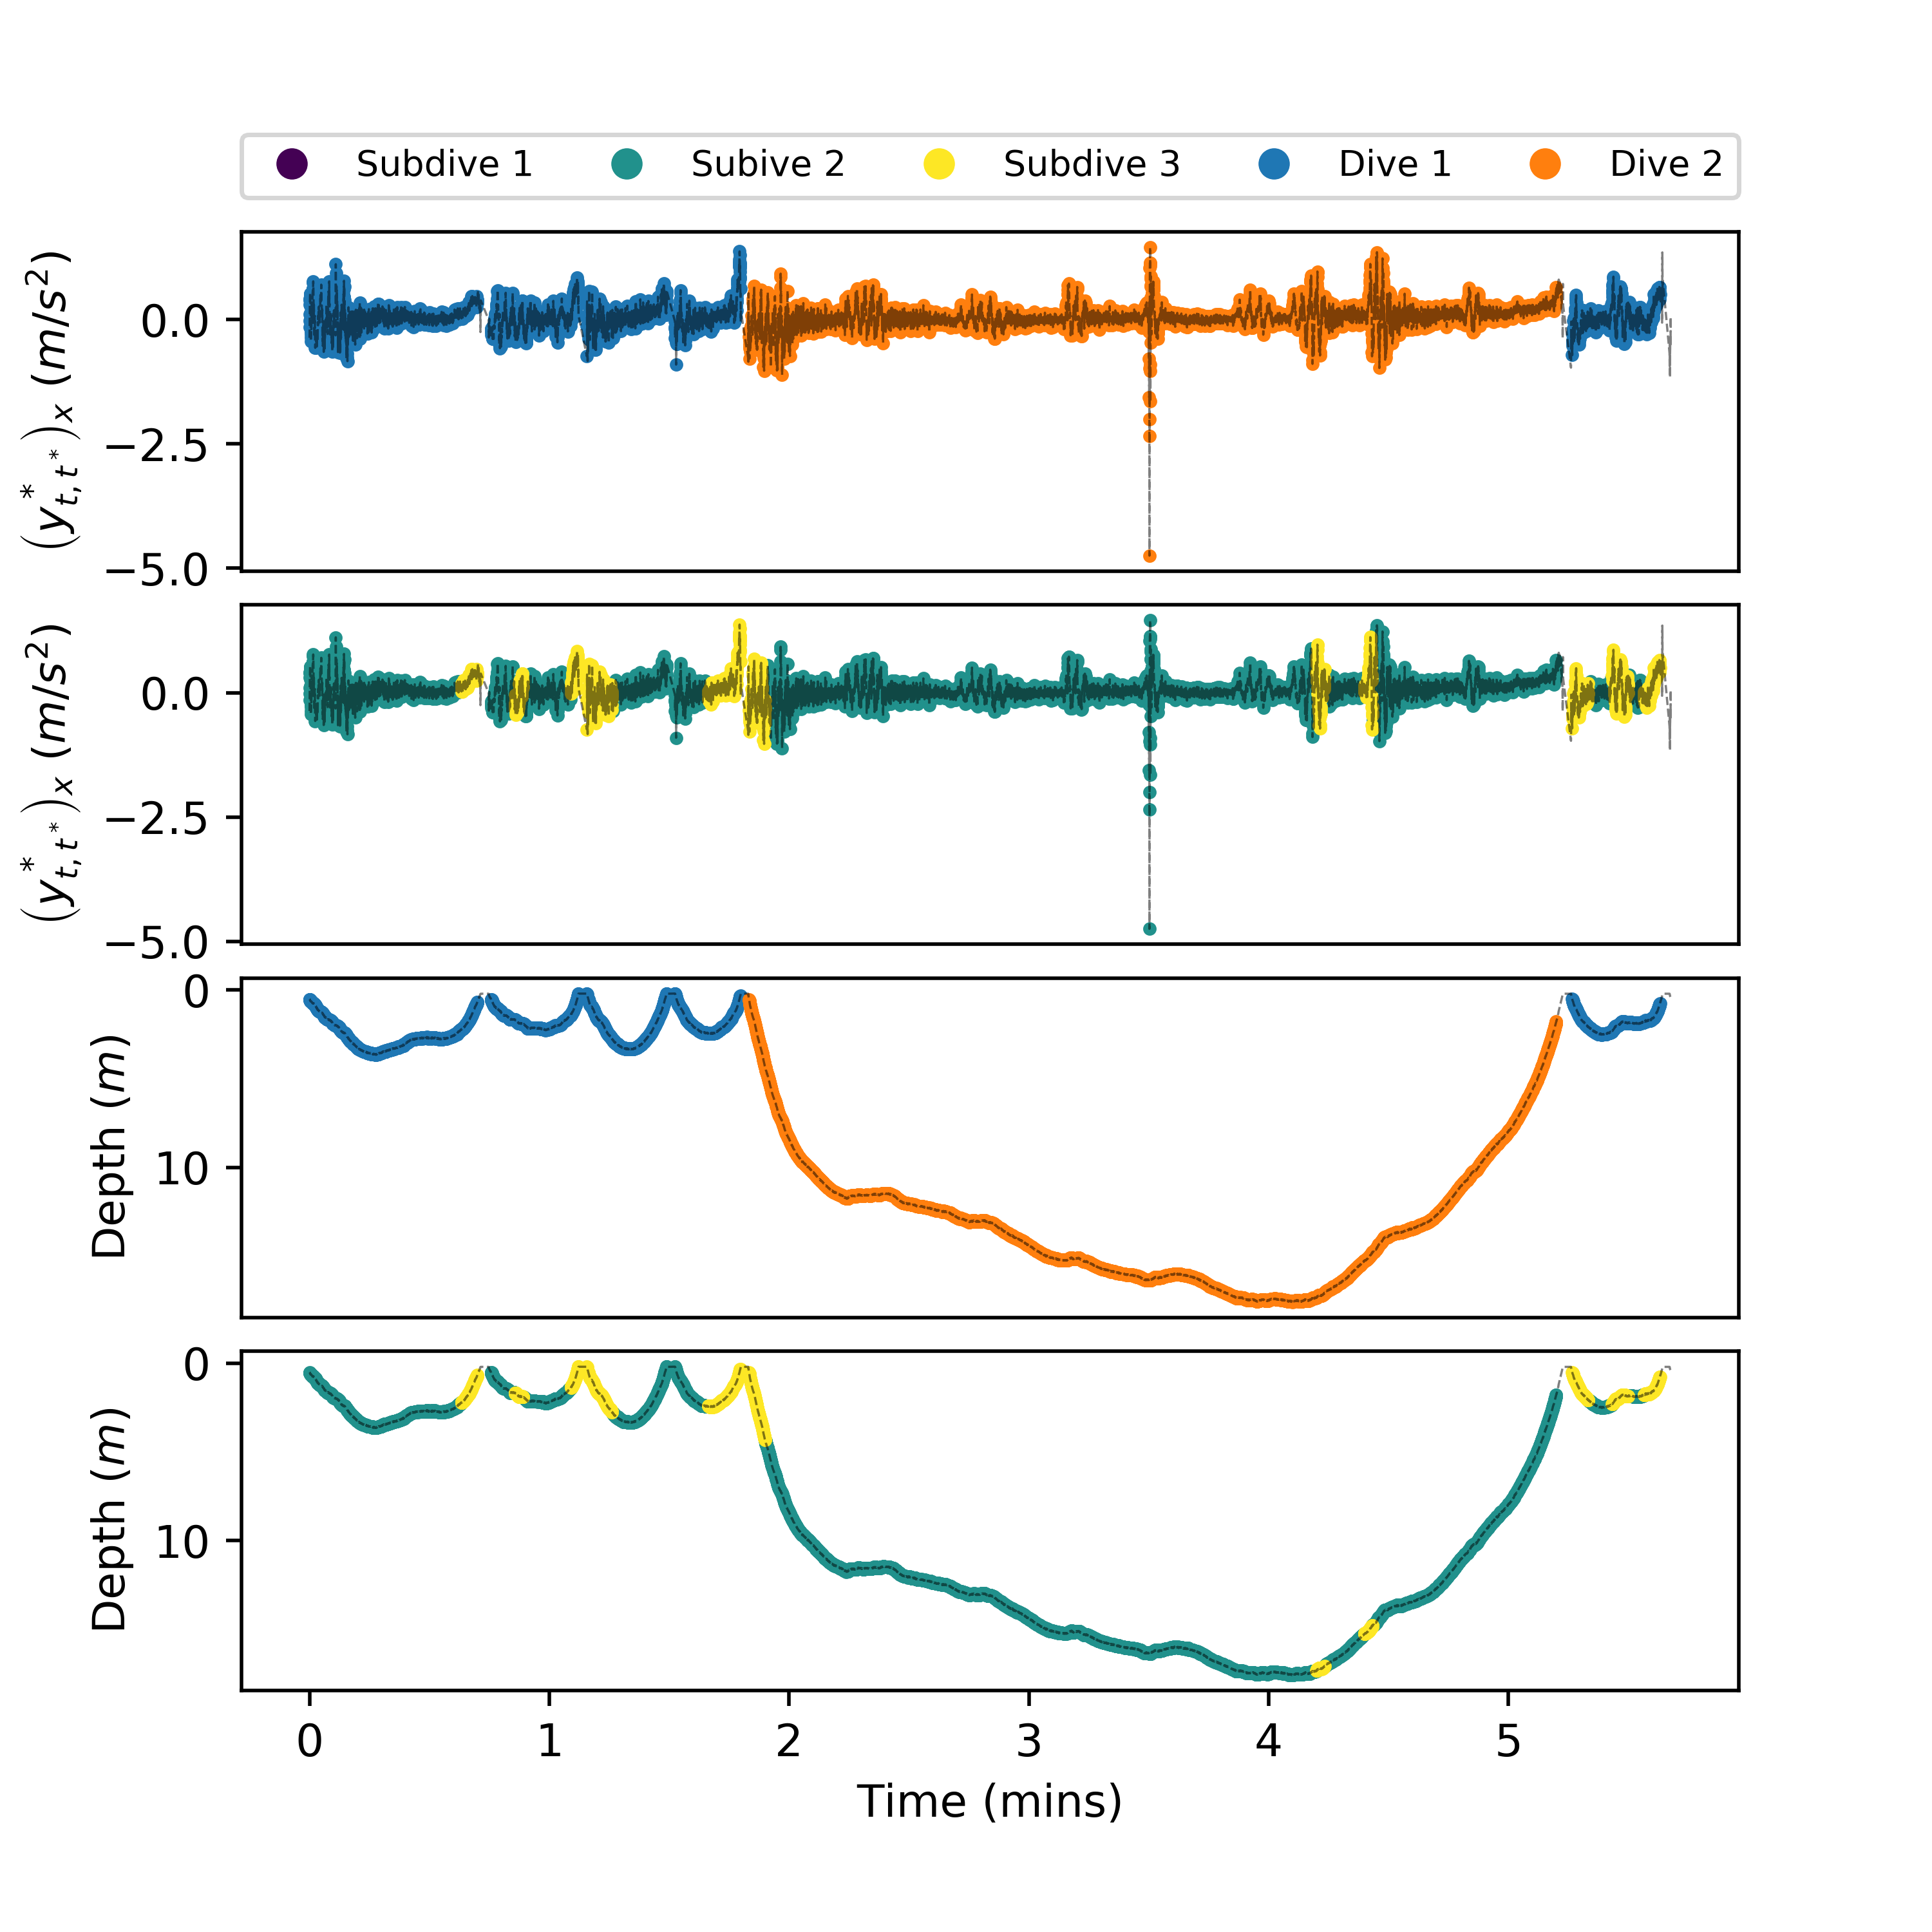 Subdive 1 Subive 2 Subdive 3 Dive 1 Dive 2
(y*t,t*)x (m/s2)
0.0
−2.5
−5.0
(y*t,t*)x (m/s2)
0.0
−2.5
−5.0
Depth (m)
0
10
Depth (m)
0
10
0 1 2 3 4 5
Time (mins)